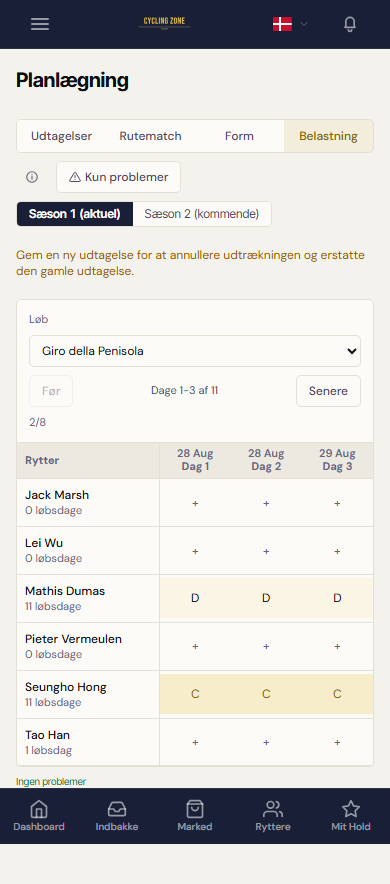 CYCLING ZONE
Planlægning
Udtagelser Rutematch Form Belastning
Kun problemer
Sæson 1 (aktuel) Sæson 2 (kommende)
Gem en ny udtagelse for at annullere udtrækningen og erstatte
den gamle udtagelse.
Løb
Giro della Penisola
Før Dage 1-3 af 11 Senere
2/8
Rytter 28 Aug 28 Aug 29 Aug
Dag 1 Dag 2 Dag 3
Jack Marsh + + +
0 løbsdage
Lei Wu + + +
0 løbsdage
Mathis Dumas D D D
11 løbsdage
Pieter Vermeulen + + +
0 løbsdage
Seungho Hong C C C
11 løbsdage
Tao Han + + +
1 løbsdag
Ingen problemer
Dashboard Indbakke Marked Ryttere Mit Hold